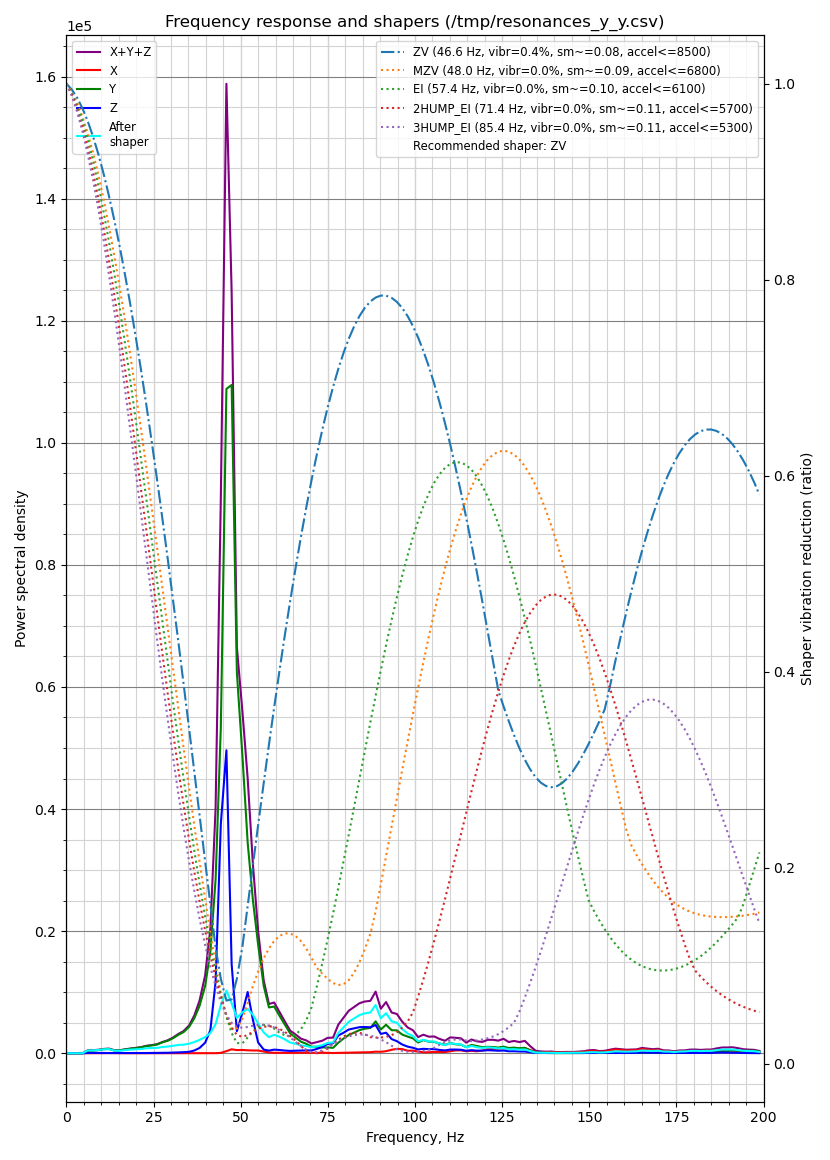 Frequency response and shapers (/tmp/resonances_y_y.csv)
1e5
X+Y+Z
X
Y
Z
After
shaper
ZV (46.6 Hz, vibr=0.4%, sm~=0.08, accel<=8500)
MZV (48.0 Hz, vibr=0.0%, sm~=0.09, accel<=6800)
EI (57.4 Hz, vibr=0.0%, sm~=0.10, accel<=6100)
2HUMP_EI (71.4 Hz, vibr=0.0%, sm~=0.11, accel<=5700)
3HUMP_EI (85.4 Hz, vibr=0.0%, sm~=0.11, accel<=5300)
Recommended shaper: ZV
Power spectral density
1.6
1.4
1.2
1.0
0.8
0.6
0.4
0.2
0.0
1.0
0.8
0.6
0.4
0.2
0.0
Shaper vibration reduction (ratio)
0 25 50 75 100 125 150 175 200
Frequency, Hz